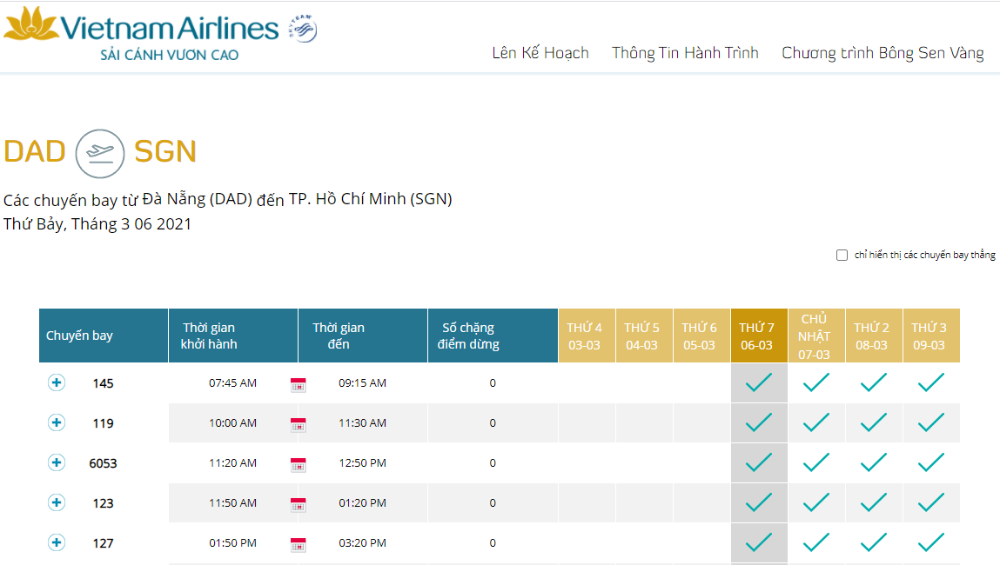 Vietnam Airlines SKYTEAM
SẢI CÁNH VƯƠN CAO
Lên Kế Hoạch Thông Tin Hành Trình Chương trình Bông Sen Vàng
DAD SGN
Các chuyến bay từ Đà Nẵng (DAD) đến TP. Hồ Chí Minh (SGN)
Thứ Bảy, Tháng 3 06 2021
chỉ hiển thị các chuyến bay thẳng
Chuyến bay
Thời gian
khởi hành
Thời gian
đến
Số chặng
điểm dừng
THỨ 4
03-03
THỨ 5
04-03
THỨ 6
05-03
THỨ 7
06-03
CHỦ
NHẬT
07-03
THỨ 2
08-03
THỨ 3
09-03
145 07:45 AM 09:15 AM 0
119 10:00 AM 11:30 AM 0
6053 11:20 AM 12:50 PM 0
123 11:50 AM 01:20 PM 0
127 01:50 PM 03:20 PM 0